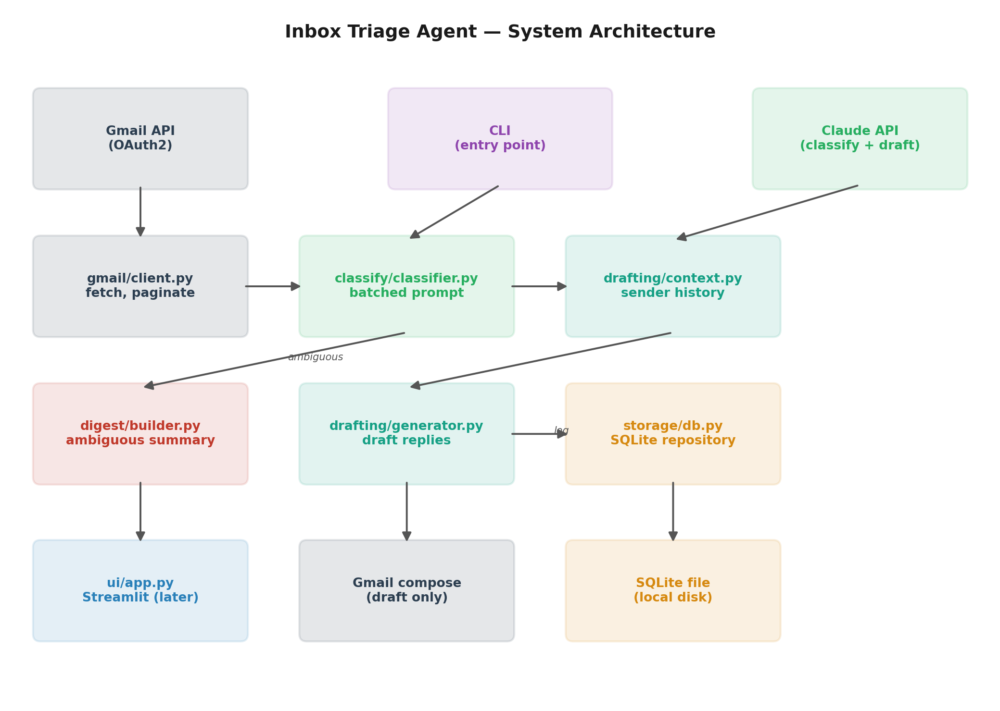 Inbox Triage Agent — System Architecture
Gmail API
(OAuth2)
CLI
(entry point)
Claude API
(classify + draft)
gmail/client.py
fetch, paginate
classify/classifier.py
batched prompt
drafting/context.py
sender history
ambiguous
digest/builder.py
ambiguous summary
drafting/generator.py
draft replies
log
storage/db.py
SQLite repository
ui/app.py
Streamlit (later)
Gmail compose
(draft only)
SQLite file
(local disk)